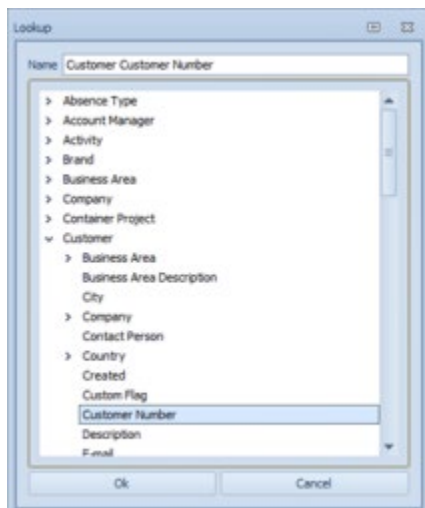 Lookup
Name Customer Customer Number
Absence Type
Account Manager
Activity
Brand
Business Area
Company
Container Project
Customer
Business Area
Business Area Description
City
Company
Contact Person
Country
Created
Custom Flag
Customer Number
Description
E-mail
Ok Cancel